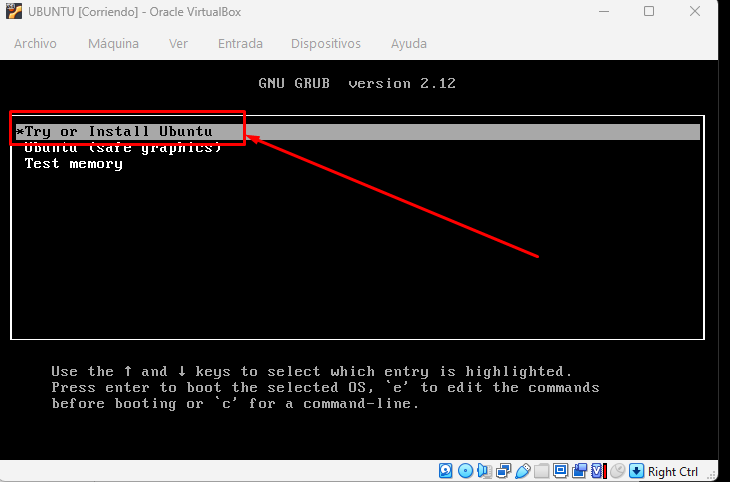 UBUNTU [Corriendo] - Oracle VirtualBox
Archivo Máquina Ver Entrada Dispositivos Ayuda
GNU GRUB version 2.12
*Try or Install Ubuntu
Ubuntu (safe graphics)
Test memory
Use the ↑ and ↓ keys to select which entry is highlighted.
Press enter to boot the selected OS, `e' to edit the commands
before booting or `c' for a command-line.
Right Ctrl